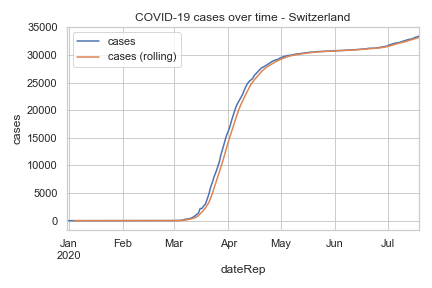 COVID-19 cases over time - Switzerland
cases
cases (rolling)
35000
30000
25000
20000
15000
10000
5000
0
cases
Jan
2020
Feb
Mar
Apr
May
Jun
Jul
dateRep